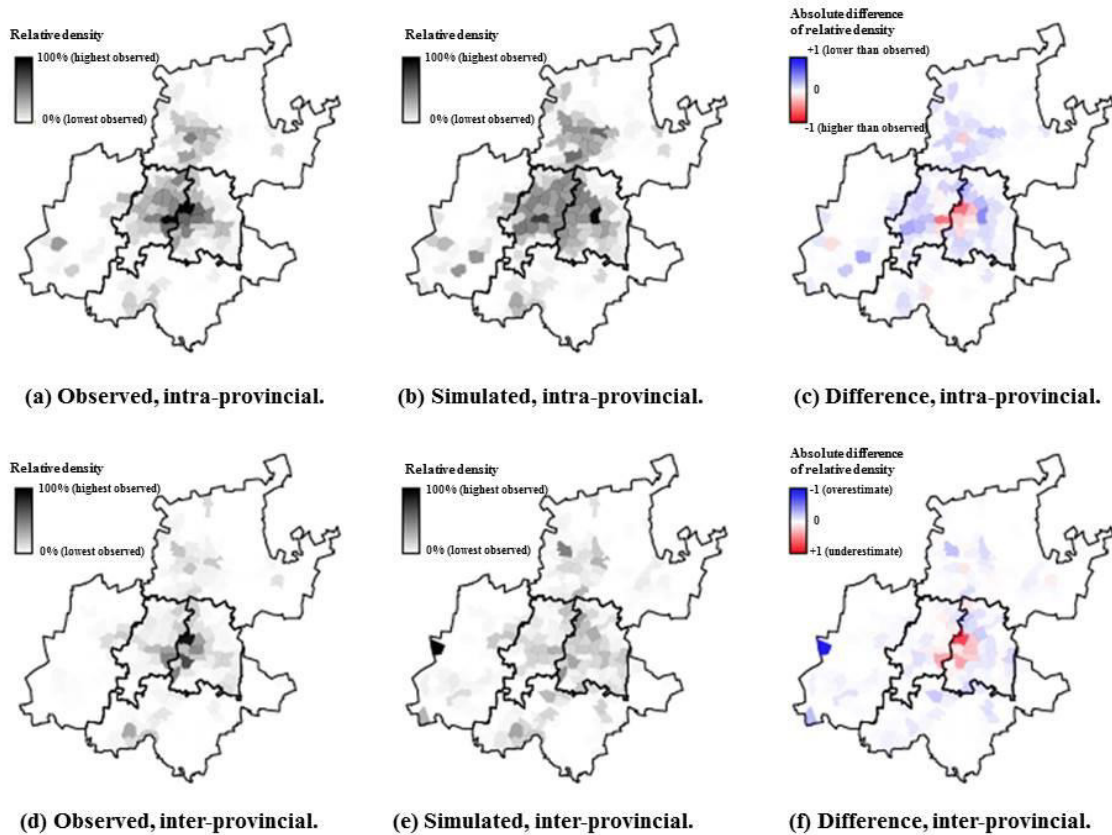 Relative density
100% (highest observed)
0% (lowest observed)
Relative density
100% (highest observed)
0% (lowest observed)
Absolute difference
of relative density
+1 (lower than observed)
0
-1 (higher than observed)
(a) Observed, intra-provincial.
(b) Simulated, intra-provincial.
(c) Difference, intra-provincial.
Relative density
100% (highest observed)
0% (lowest observed)
Relative density
100% (highest observed)
0% (lowest observed)
Absolute difference
of relative density
-1 (overestimate)
0
+1 (underestimate)
(d) Observed, inter-provincial.
(e) Simulated, inter-provincial.
(f) Difference, inter-provincial.